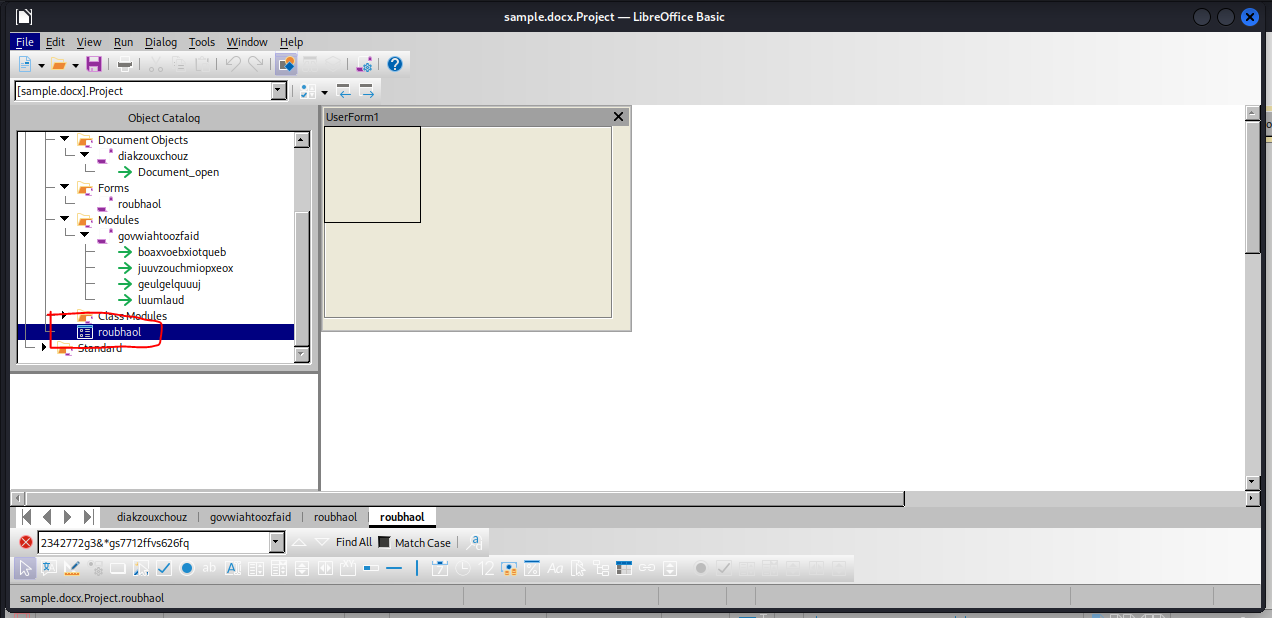 sample.docx.Project — LibreOffice Basic
File Edit View Run Dialog Tools Window Help
[sample.docx].Project
Object Catalog
UserForm1
Document Objects
diakzouxchouz
Document_open
Forms
roubhaol
Modules
govwiahtoozfaid
boaxvoebxiotqueb
juuvzouchmiopxeox
geulgelquuuj
luumlaud
Class Modules
roubhaol
Standard
diakzouxchouz govwiahtoozfaid roubhaol roubhaol
2342772g3&*gs7712ffvs626fq Find All Match Case
sample.docx.Project.roubhaol